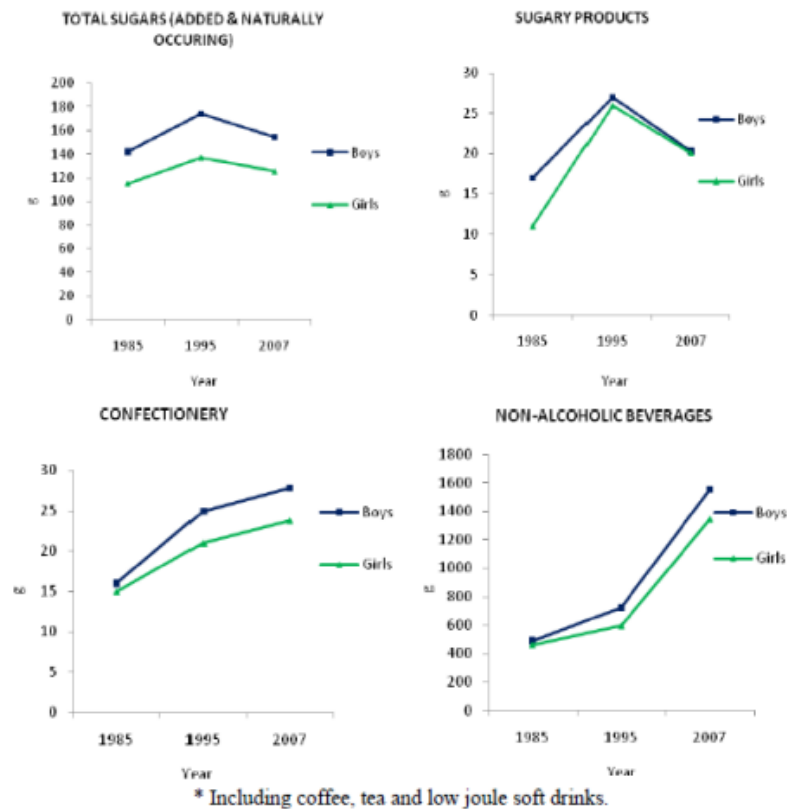 TOTAL SUGARS (ADDED & NATURALLY
OCCURING)
200
180
160
140
120
100
80
60
40
20
0
g
1985 1995 2007
Year
Boys
Girls
SUGARY PRODUCTS
30
25
20
15
10
5
0
g
1985 1995 2007
Year
Boys
Girls
CONFECTIONERY
30
25
20
15
10
5
0
g
1985 1995 2007
Year
Boys
Girls
NON-ALCOHOLIC BEVERAGES
1800
1600
1400
1200
1000
800
600
400
200
0
g
1985 1995 2007
Year
Boys
Girls
* Including coffee, tea and low joule soft drinks.